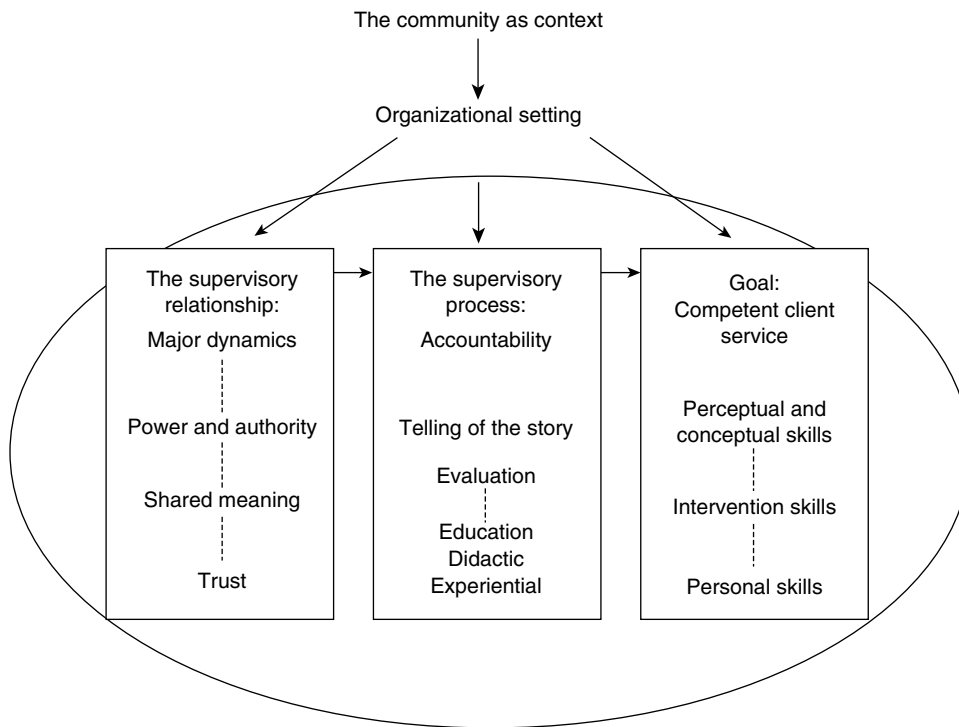 The community as context
Organizational setting
The supervisory
relationship:
Major dynamics
Power and authority
Shared meaning
Trust
The supervisory
process:
Accountability
Telling of the story
Evaluation
Education
Didactic
Experiential
Goal:
Competent client
service
Perceptual and
conceptual skills
Intervention skills
Personal skills